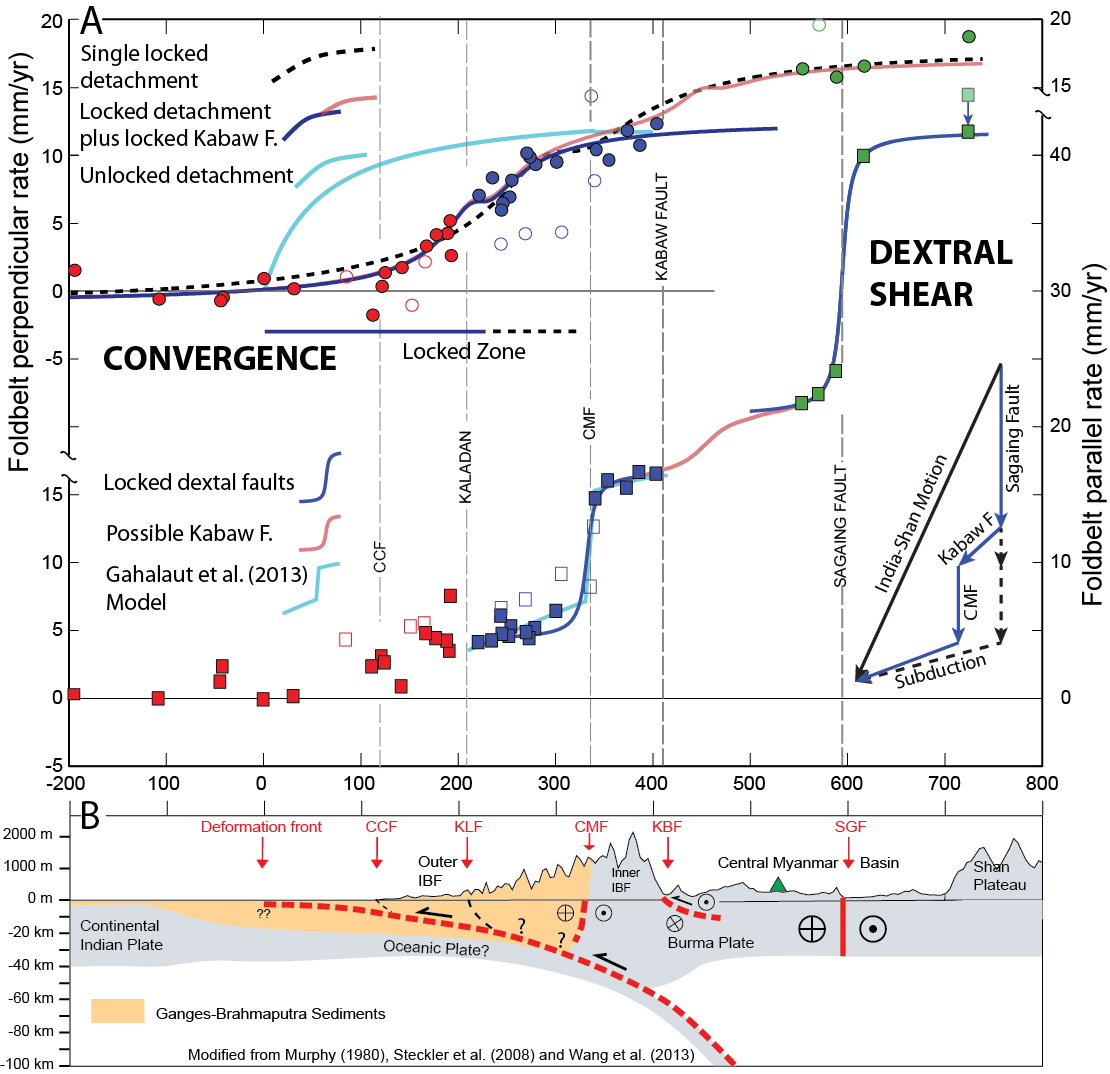 A
20
15
10
5
0
-5
15
10
5
0
-5
Foldbelt perpendicular rate (mm/yr)
20
15
40
30
20
10
0
Foldbelt parallel rate (mm/yr)
Single locked
detachment
Locked detachment
plus locked Kabaw F.
Unlocked detachment
CONVERGENCE
Locked Zone
DEXTRAL
SHEAR
CCF
KALADAN
CMF
KABAW FAULT
SAGAING FAULT
Locked dextal faults
Possible Kabaw F.
Gahalaut et al. (2013)
Model
India-Shan Motion
Sagaing Fault
Kabaw F.
CMF
Subduction
-200
-100
0
100
200
300
400
500
600
700
800
B
2000 m
1000 m
0 m
-20 km
-40 km
-60 km
-80 km
-100 km
Deformation front
CCF
KLF
CMF
KBF
SGF
Outer
IBF
Inner
IBF
Central Myanmar
Basin
Shan
Plateau
??
?
?
Continental
Indian Plate
Oceanic Plate?
Burma Plate
Ganges-Brahmaputra Sediments
Modified from Murphy (1980), Steckler et al. (2008) and Wang et al. (2013)